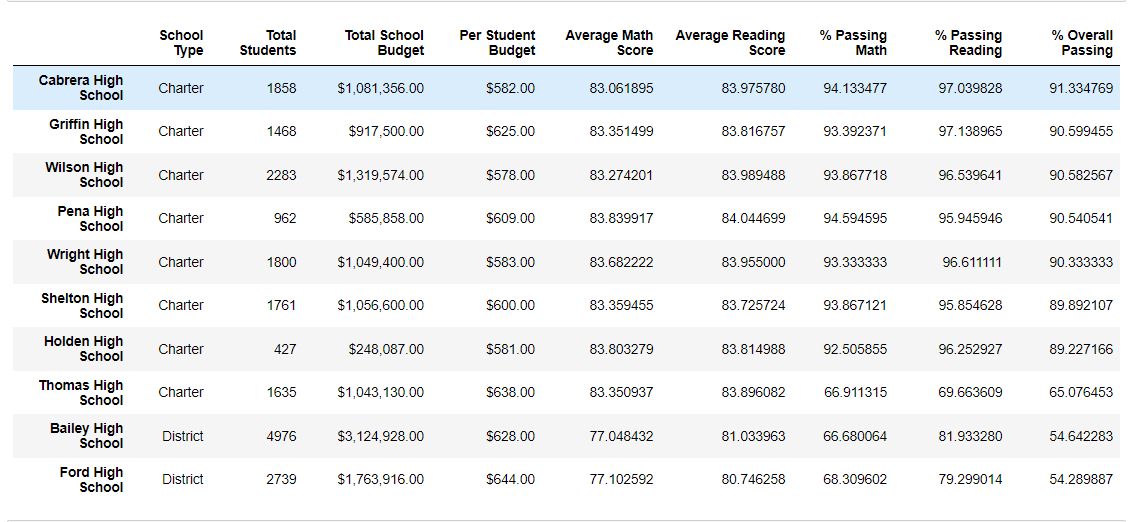 School Type Total Students Total School Budget Per Student Budget Average Math Score Average Reading Score % Passing Math % Passing Reading % Overall Passing
Cabrera High School Charter 1858 $1,081,356.00 $582.00 83.061895 83.975780 94.133477 97.039828 91.334769
Griffin High School Charter 1468 $917,500.00 $625.00 83.351499 83.816757 93.392371 97.138965 90.599455
Wilson High School Charter 2283 $1,319,574.00 $578.00 83.274201 83.989488 93.867718 96.539641 90.582567
Pena High School Charter 962 $585,858.00 $609.00 83.839917 84.044699 94.594595 95.945946 90.540541
Wright High School Charter 1800 $1,049,400.00 $583.00 83.682222 83.955000 93.333333 96.611111 90.333333
Shelton High School Charter 1761 $1,056,600.00 $600.00 83.359455 83.725724 93.867121 95.854628 89.892107
Holden High School Charter 427 $248,087.00 $581.00 83.803279 83.814988 92.505855 96.252927 89.227166
Thomas High School Charter 1635 $1,043,130.00 $638.00 83.350937 83.896082 66.911315 69.663609 65.076453
Bailey High School District 4976 $3,124,928.00 $628.00 77.048432 81.033963 66.680064 81.933280 54.642283
Ford High School District 2739 $1,763,916.00 $644.00 77.102592 80.746258 68.309602 79.299014 54.289887